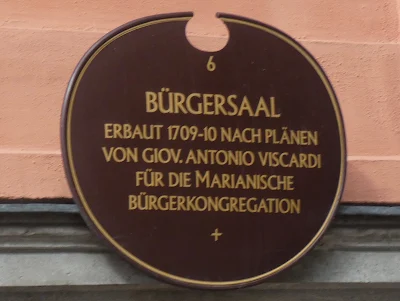 6
BÜRGERSAAL
ERBAUT 1709-10 NACH PLÄNEN
VON GIOV. ANTONIO VISCARDI
FÜR DIE MARIANISCHE
BÜRGERKONGREGATION
+